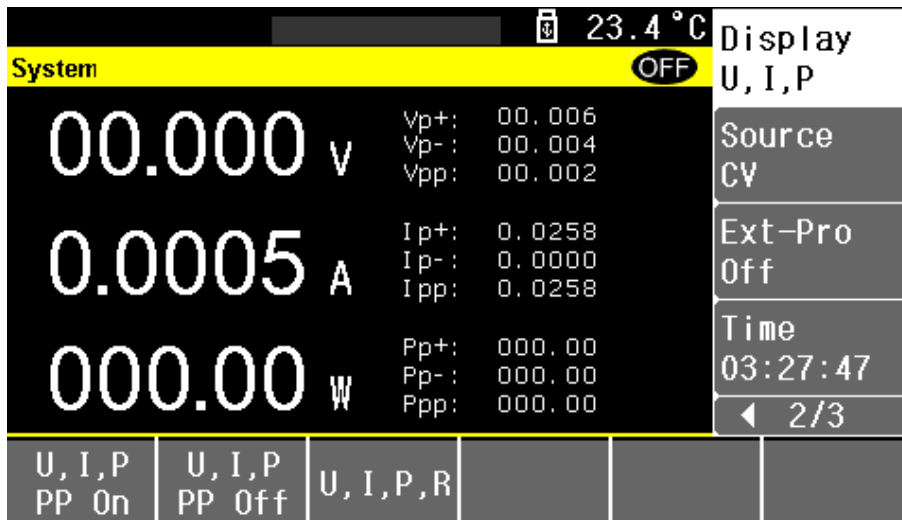 23.4°C
System
OFF
00.000 V
Vp+: 00.006
Vp-: 00.004
Vpp: 00.002
0.0005 A
Ip+: 0.0258
Ip-: 0.0000
Ipp: 0.0258
000.00 W
Pp+: 000.00
Pp-: 000.00
Ppp: 000.00
Display
U,I,P
Source
CV
Ext-Pro
Off
Time
03:27:47
◀ 2/3
U,I,P
PP On
U,I,P
PP Off
U,I,P,R